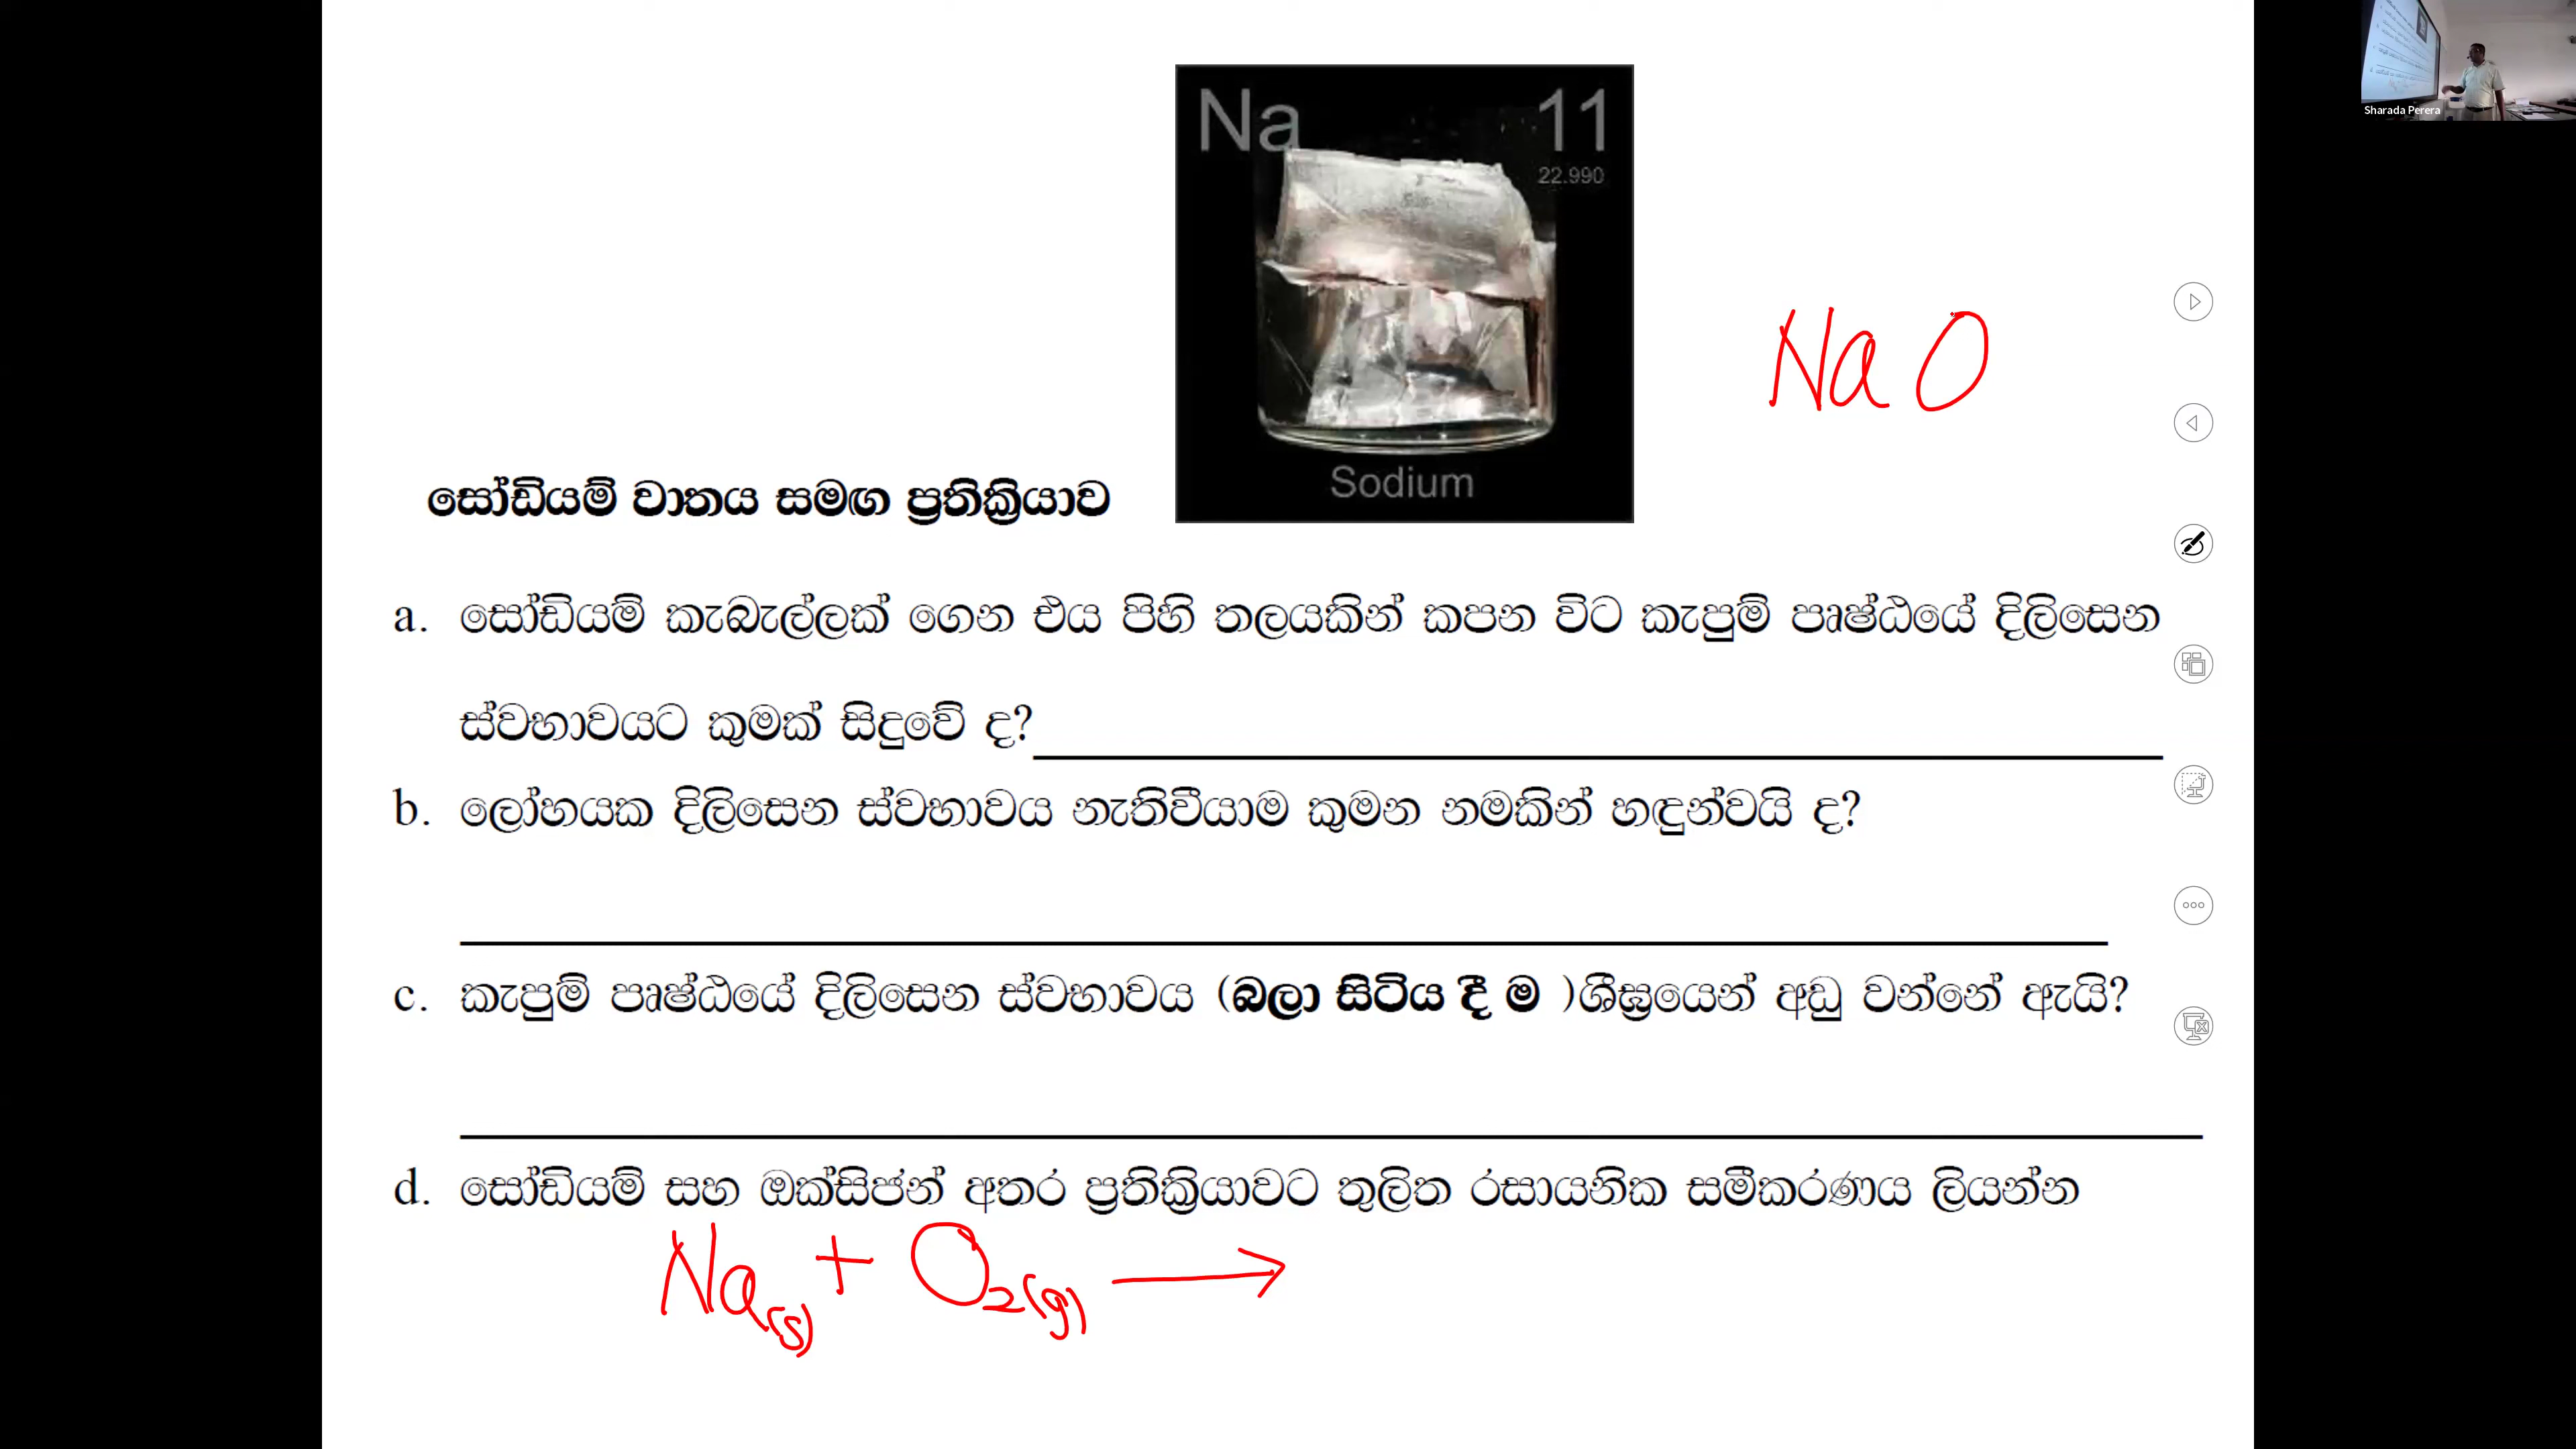 Na 11
22.990
Sodium
Sharada Perera
Na O
සෝඩියම් වාතය සමඟ ප්‍රතික්‍රියාව
a. සෝඩියම් කැබැල්ලක් ගෙන එය පිහි තලයකින් කපන විට කැපුම් පෘෂ්ඨයේ දිලිසෙන
ස්වභාවයට කුමක් සිදුවේ ද?
b. ලෝහයක දිලිසෙන ස්වභාවය නැතිවීයාම කුමන නමකින් හඳුන්වයි ද?
c. කැපුම් පෘෂ්ඨයේ දිලිසෙන ස්වභාවය (බලා සිටිය දී ම )ශීඝ්‍රයෙන් අඩු වන්නේ ඇයි?
d. සෝඩියම් සහ ඔක්සිජන් අතර ප්‍රතික්‍රියාවට තුලිත රසායනික සමීකරණය ලියන්න
Na(s) + O2(g) →